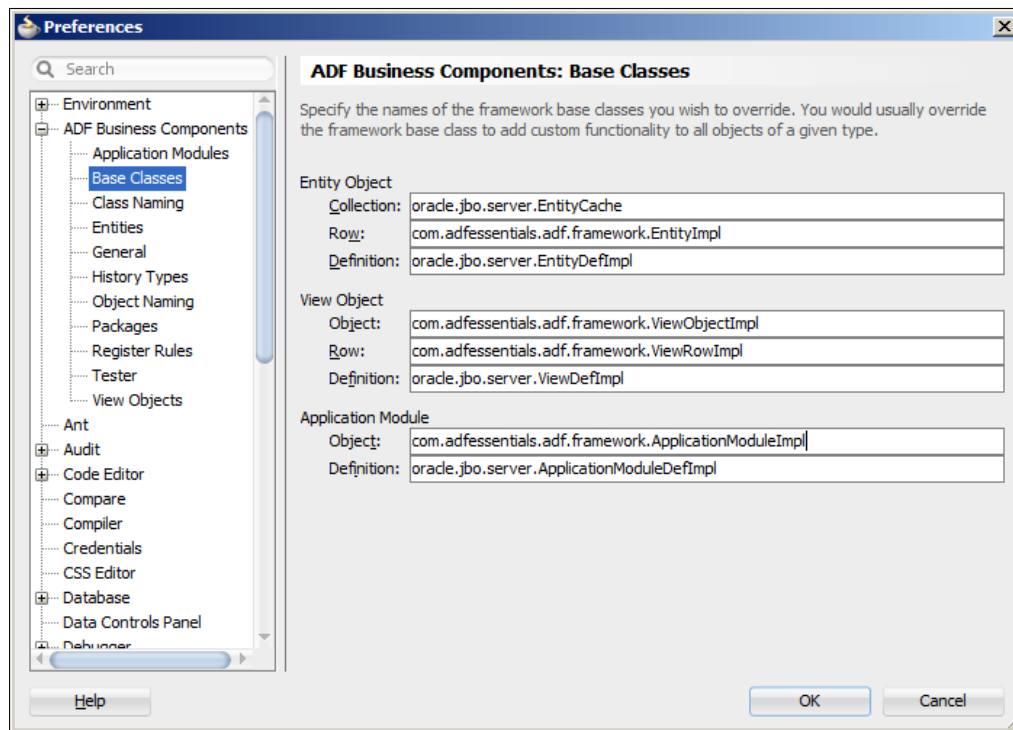 Preferences
Search
Environment
ADF Business Components
Application Modules
Base Classes
Class Naming
Entities
General
History Types
Object Naming
Packages
Register Rules
Tester
View Objects
Ant
Audit
Code Editor
Compare
Compiler
Credentials
CSS Editor
Database
Data Controls Panel
Debugger
ADF Business Components: Base Classes
Specify the names of the framework base classes you wish to override. You would usually override
the framework base class to add custom functionality to all objects of a given type.
Entity Object
Collection: oracle.jbo.server.EntityCache
Row: com.adfessentials.adf.framework.EntityImpl
Definition: oracle.jbo.server.EntityDefImpl
View Object
Object: com.adfessentials.adf.framework.ViewObjectImpl
Row: com.adfessentials.adf.framework.ViewRowImpl
Definition: oracle.jbo.server.ViewDefImpl
Application Module
Object: com.adfessentials.adf.framework.ApplicationModuleImpl
Definition: oracle.jbo.server.ApplicationModuleDefImpl
Help
OK
Cancel